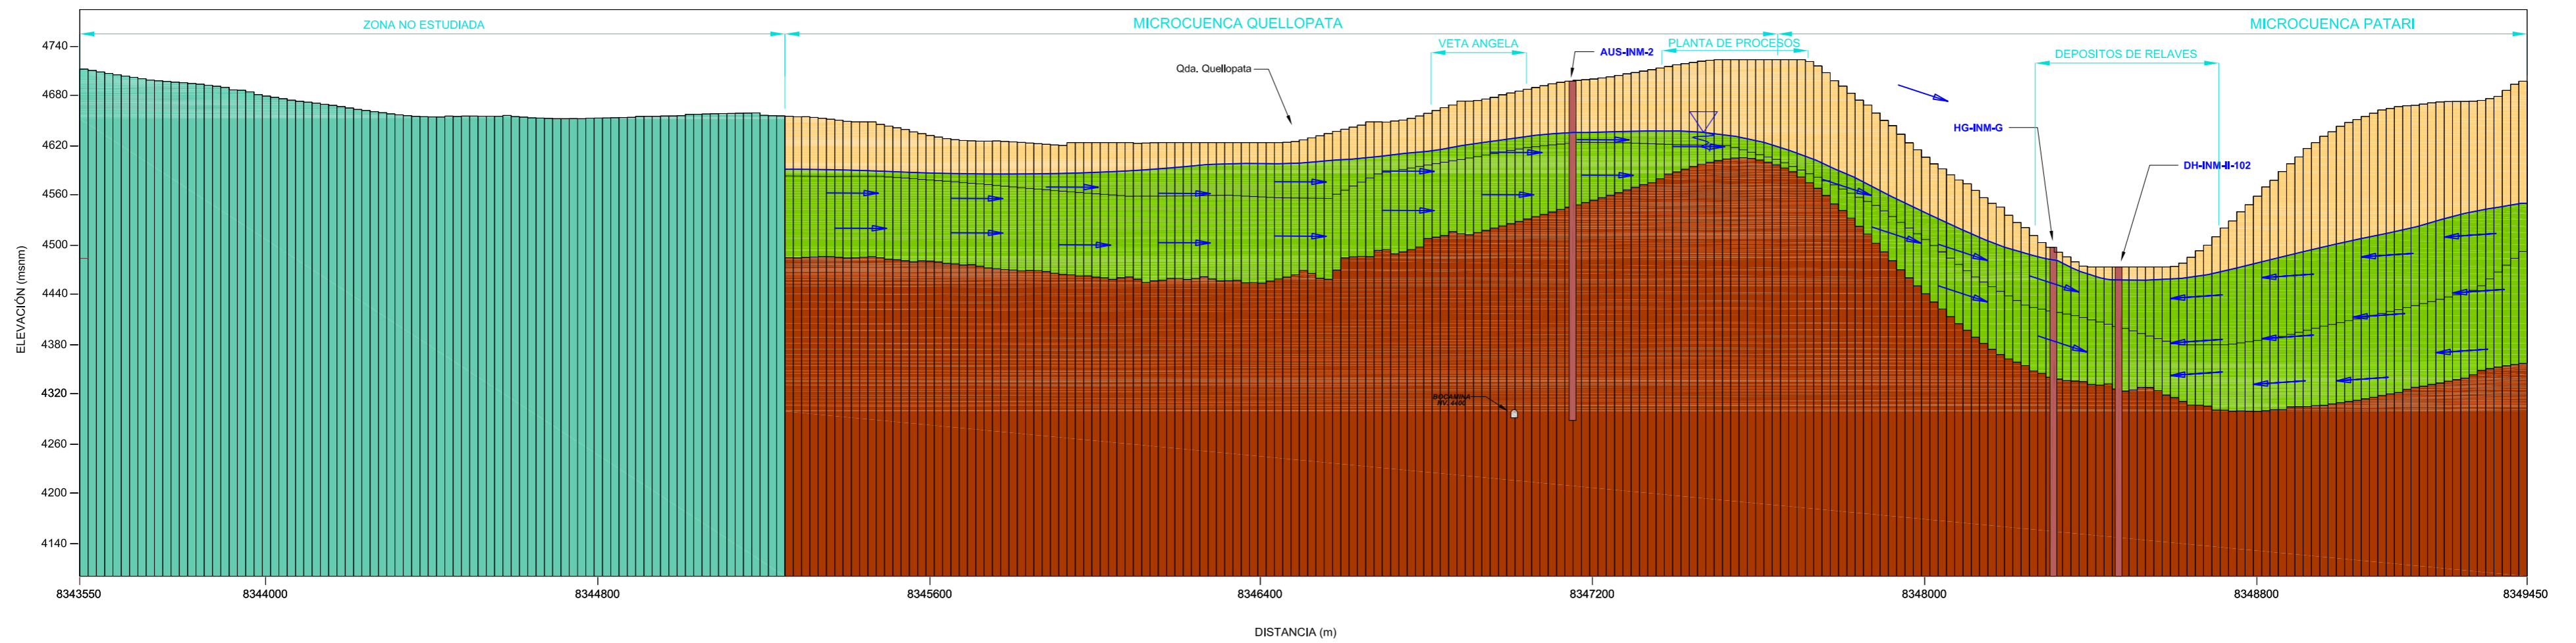 ZONA NO ESTUDIADA
MICROCUENCA QUELLOPATA
MICROCUENCA PATARI
VETA ANGELA
PLANTA DE PROCESOS
DEPOSITOS DE RELAVES
AUS-INM-2
Qda. Quellopata
HG-INM-G
DH-INM-II-102
BOCAMINA
NV. 4400
ELEVACIÓN (msnm)
4740
4680
4620
4560
4500
4440
4380
4320
4260
4200
4140
8343550
8344000
8344800
8345600
8346400
8347200
8348000
8348800
8349450
DISTANCIA (m)